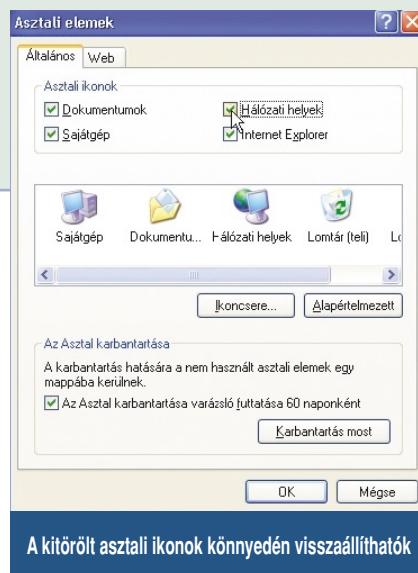 Asztali elemek
Általános Web
Asztali ikonok
Dokumentumok Hálózati helyek
Sajátgép Internet Explorer
Sajátgép Dokumentu... Hálózati helyek Lomtár (teli)
Ikoncsere... Alapértelmezett
Az Asztal karbantartása
A karbantartás hatására a nem használt asztali elemek egy
mappába kerülnek.
Az Asztal karbantartása varázsló futtatása 60 naponként
Karbantartás most
OK Mégse
A kitörölt asztali ikonok könnyedén visszaállíthatók